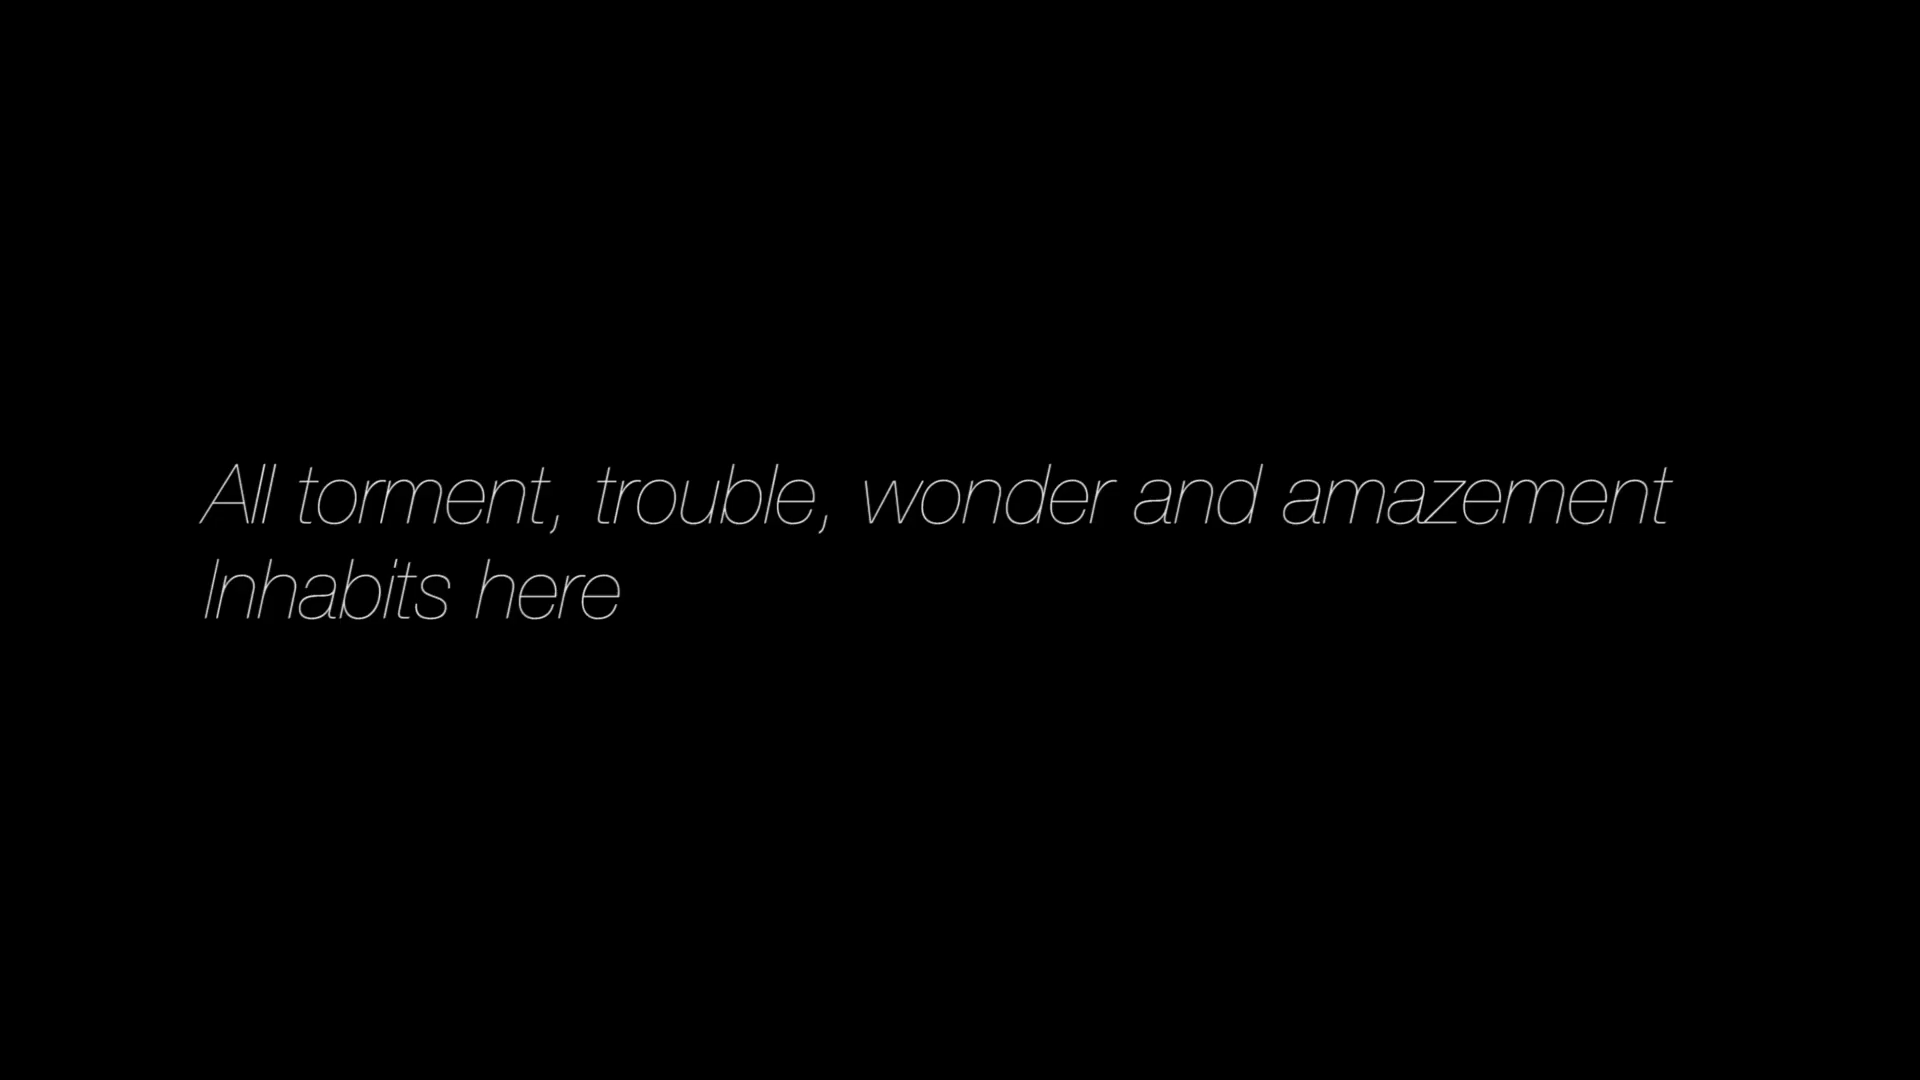 All torment, trouble, wonder and amazement
Inhabits here